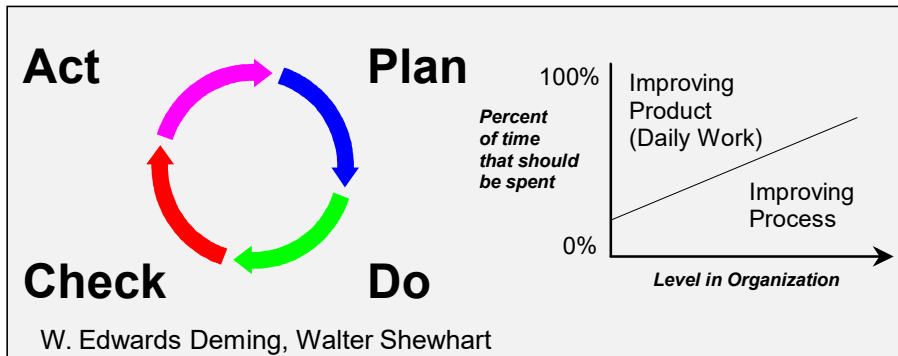 Act
Plan
Check
Do
W. Edwards Deming, Walter Shewhart
100%
Percent
of time
that should
be spent
0%
Improving
Product
(Daily Work)
Improving
Process
Level in Organization